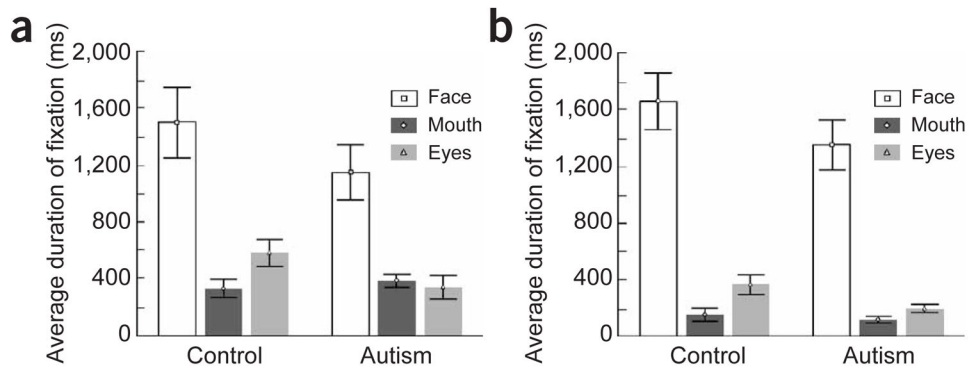 a
Average duration of fixation (ms)
2,000
1,600
1,200
800
400
0
Face
Mouth
Eyes
Control
Autism
b
Average duration of fixation (ms)
2,000
1,600
1,200
800
400
0
Face
Mouth
Eyes
Control
Autism